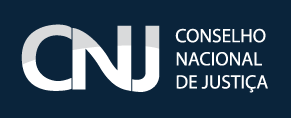 CNJ
CONSELHO
NACIONAL
DE JUSTIÇA